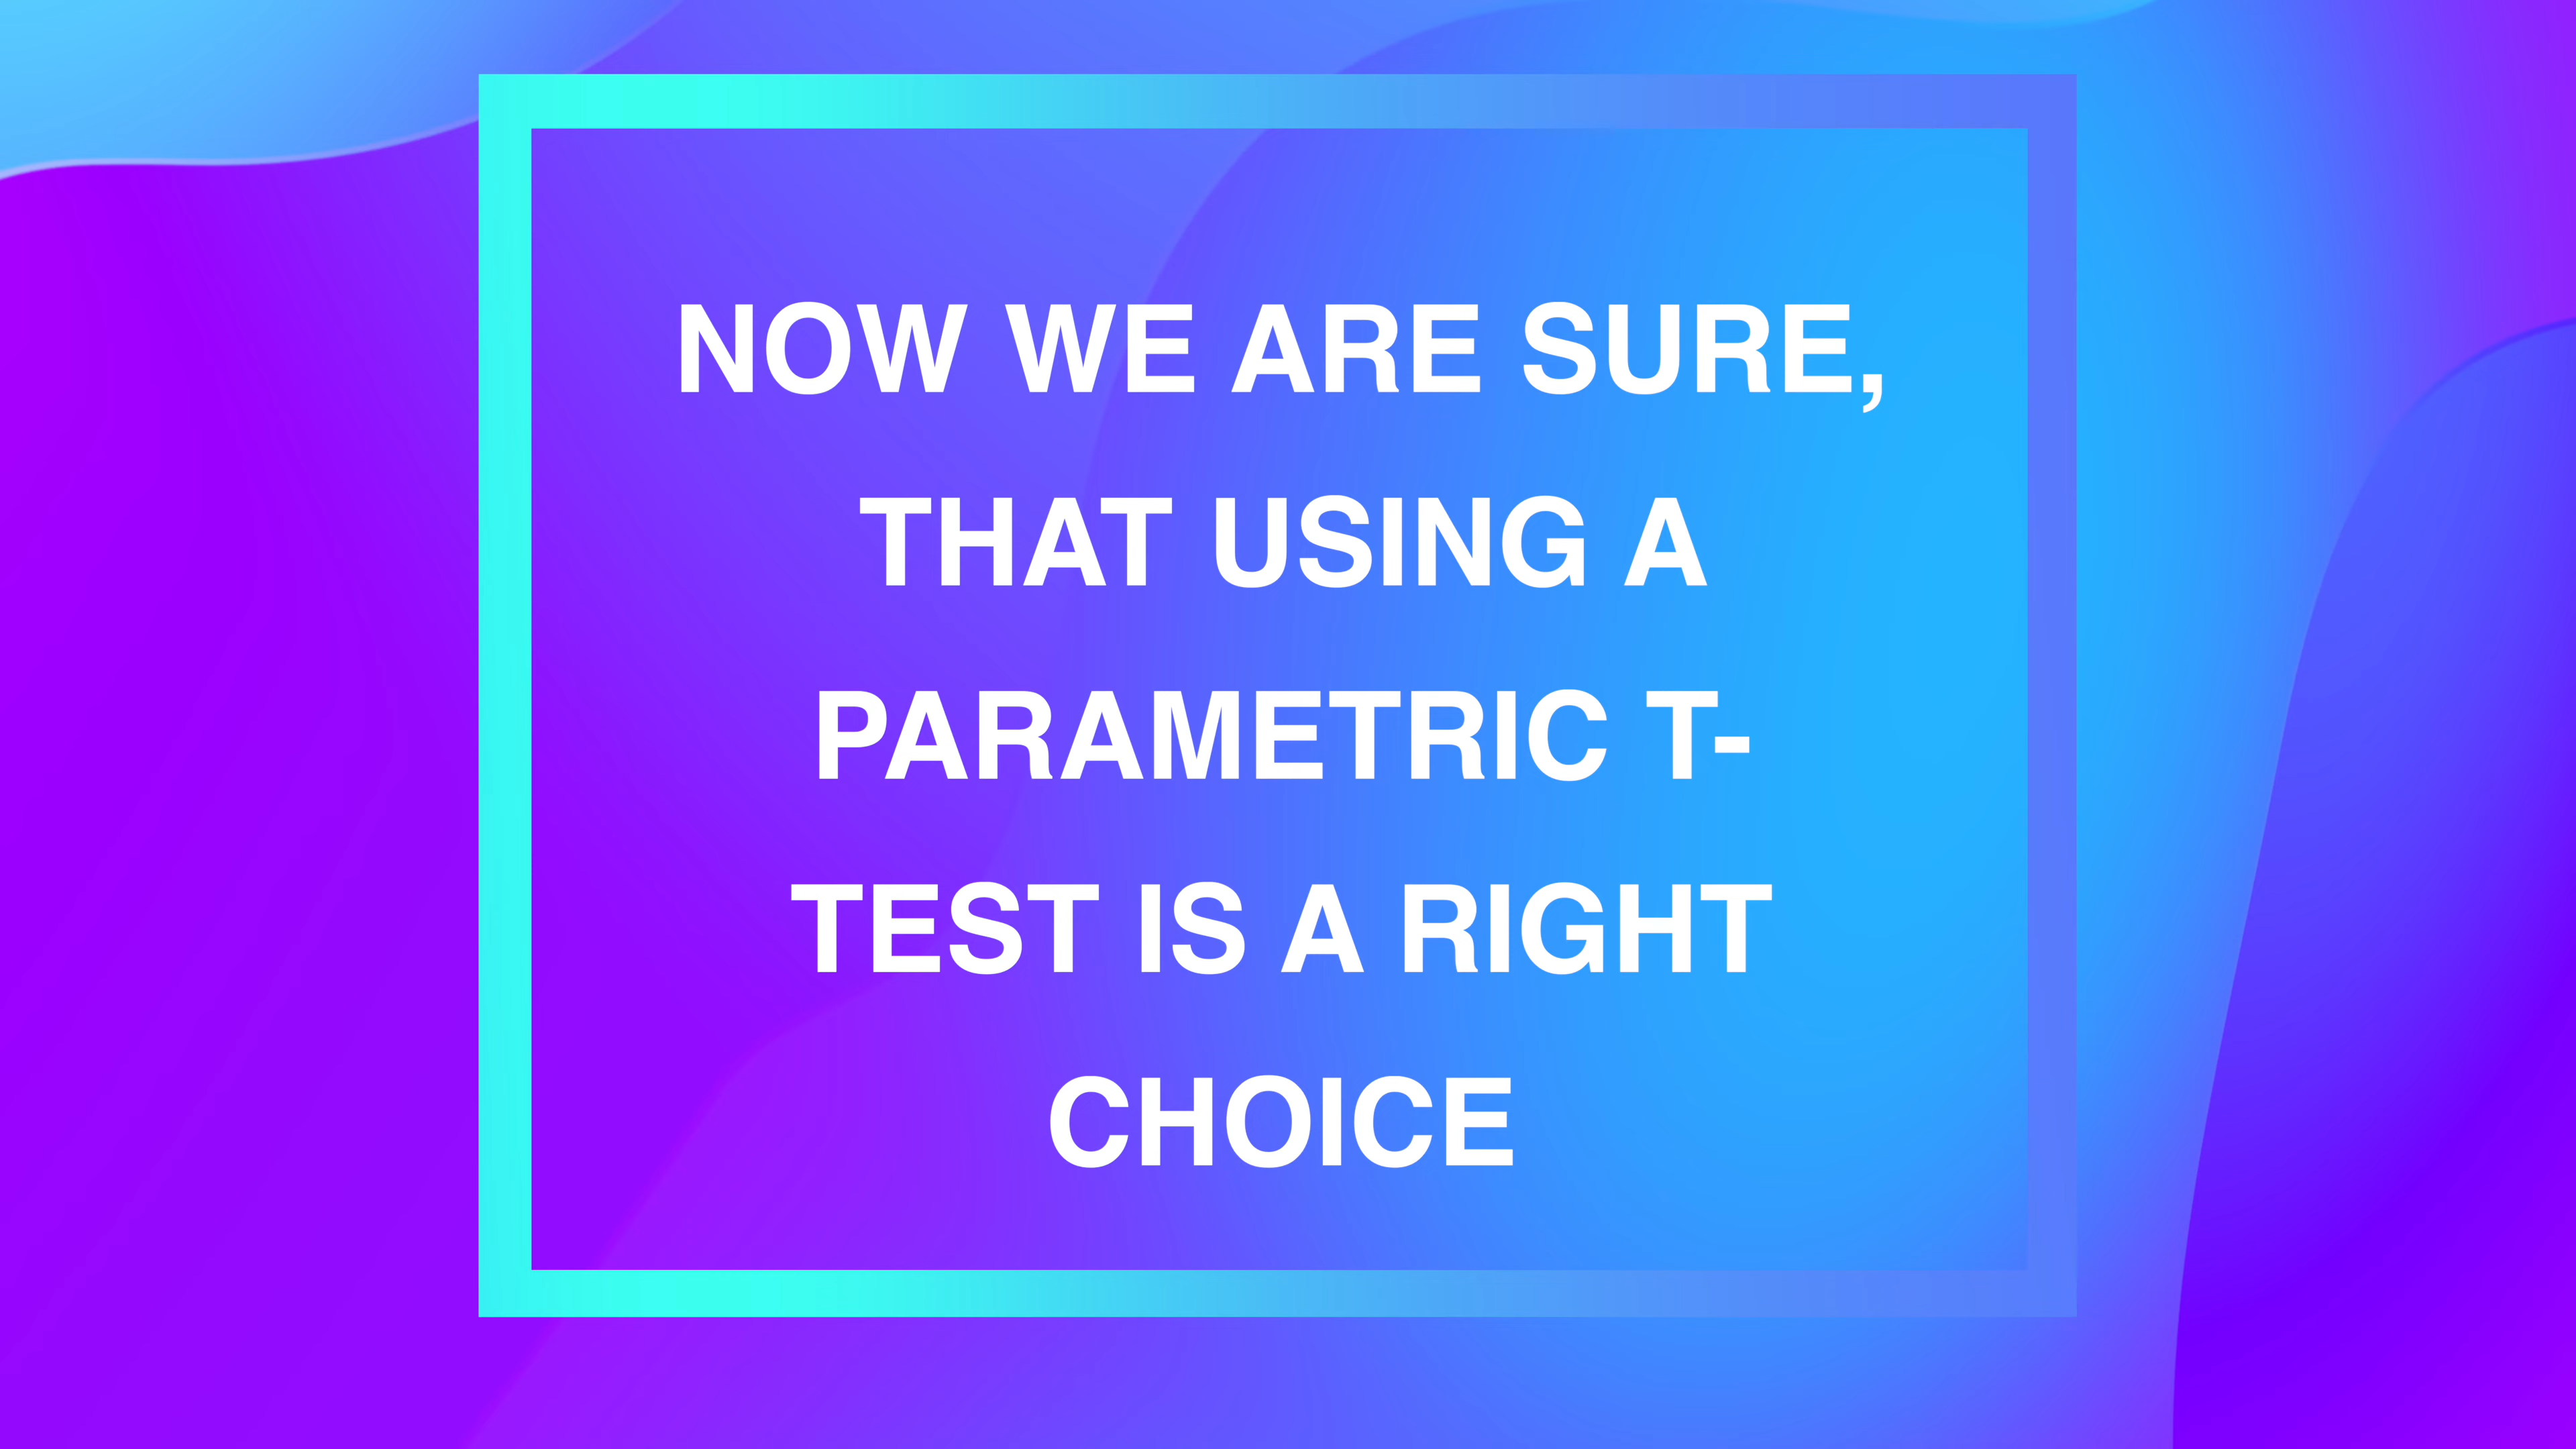 NOW WE ARE SURE,
THAT USING A
PARAMETRIC T-
TEST IS A RIGHT
CHOICE